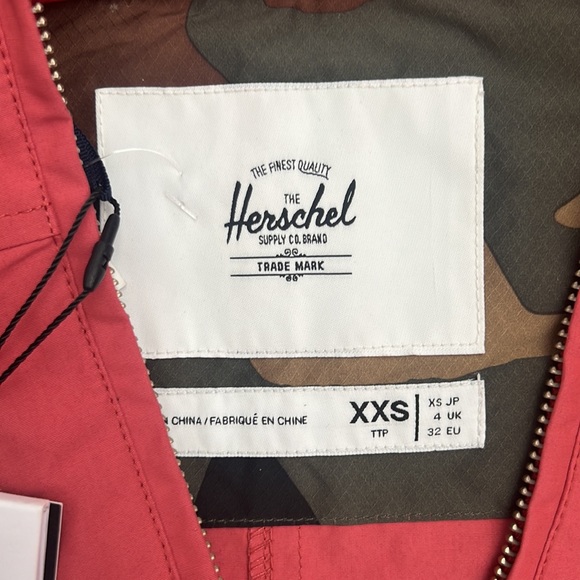 THE FINEST QUALITY
THE
Herschel
SUPPLY CO. BRAND
TRADE MARK
CHINA / FABRIQUÉ EN CHINE
XXS
TTP
XS JP
4 UK
32 EU